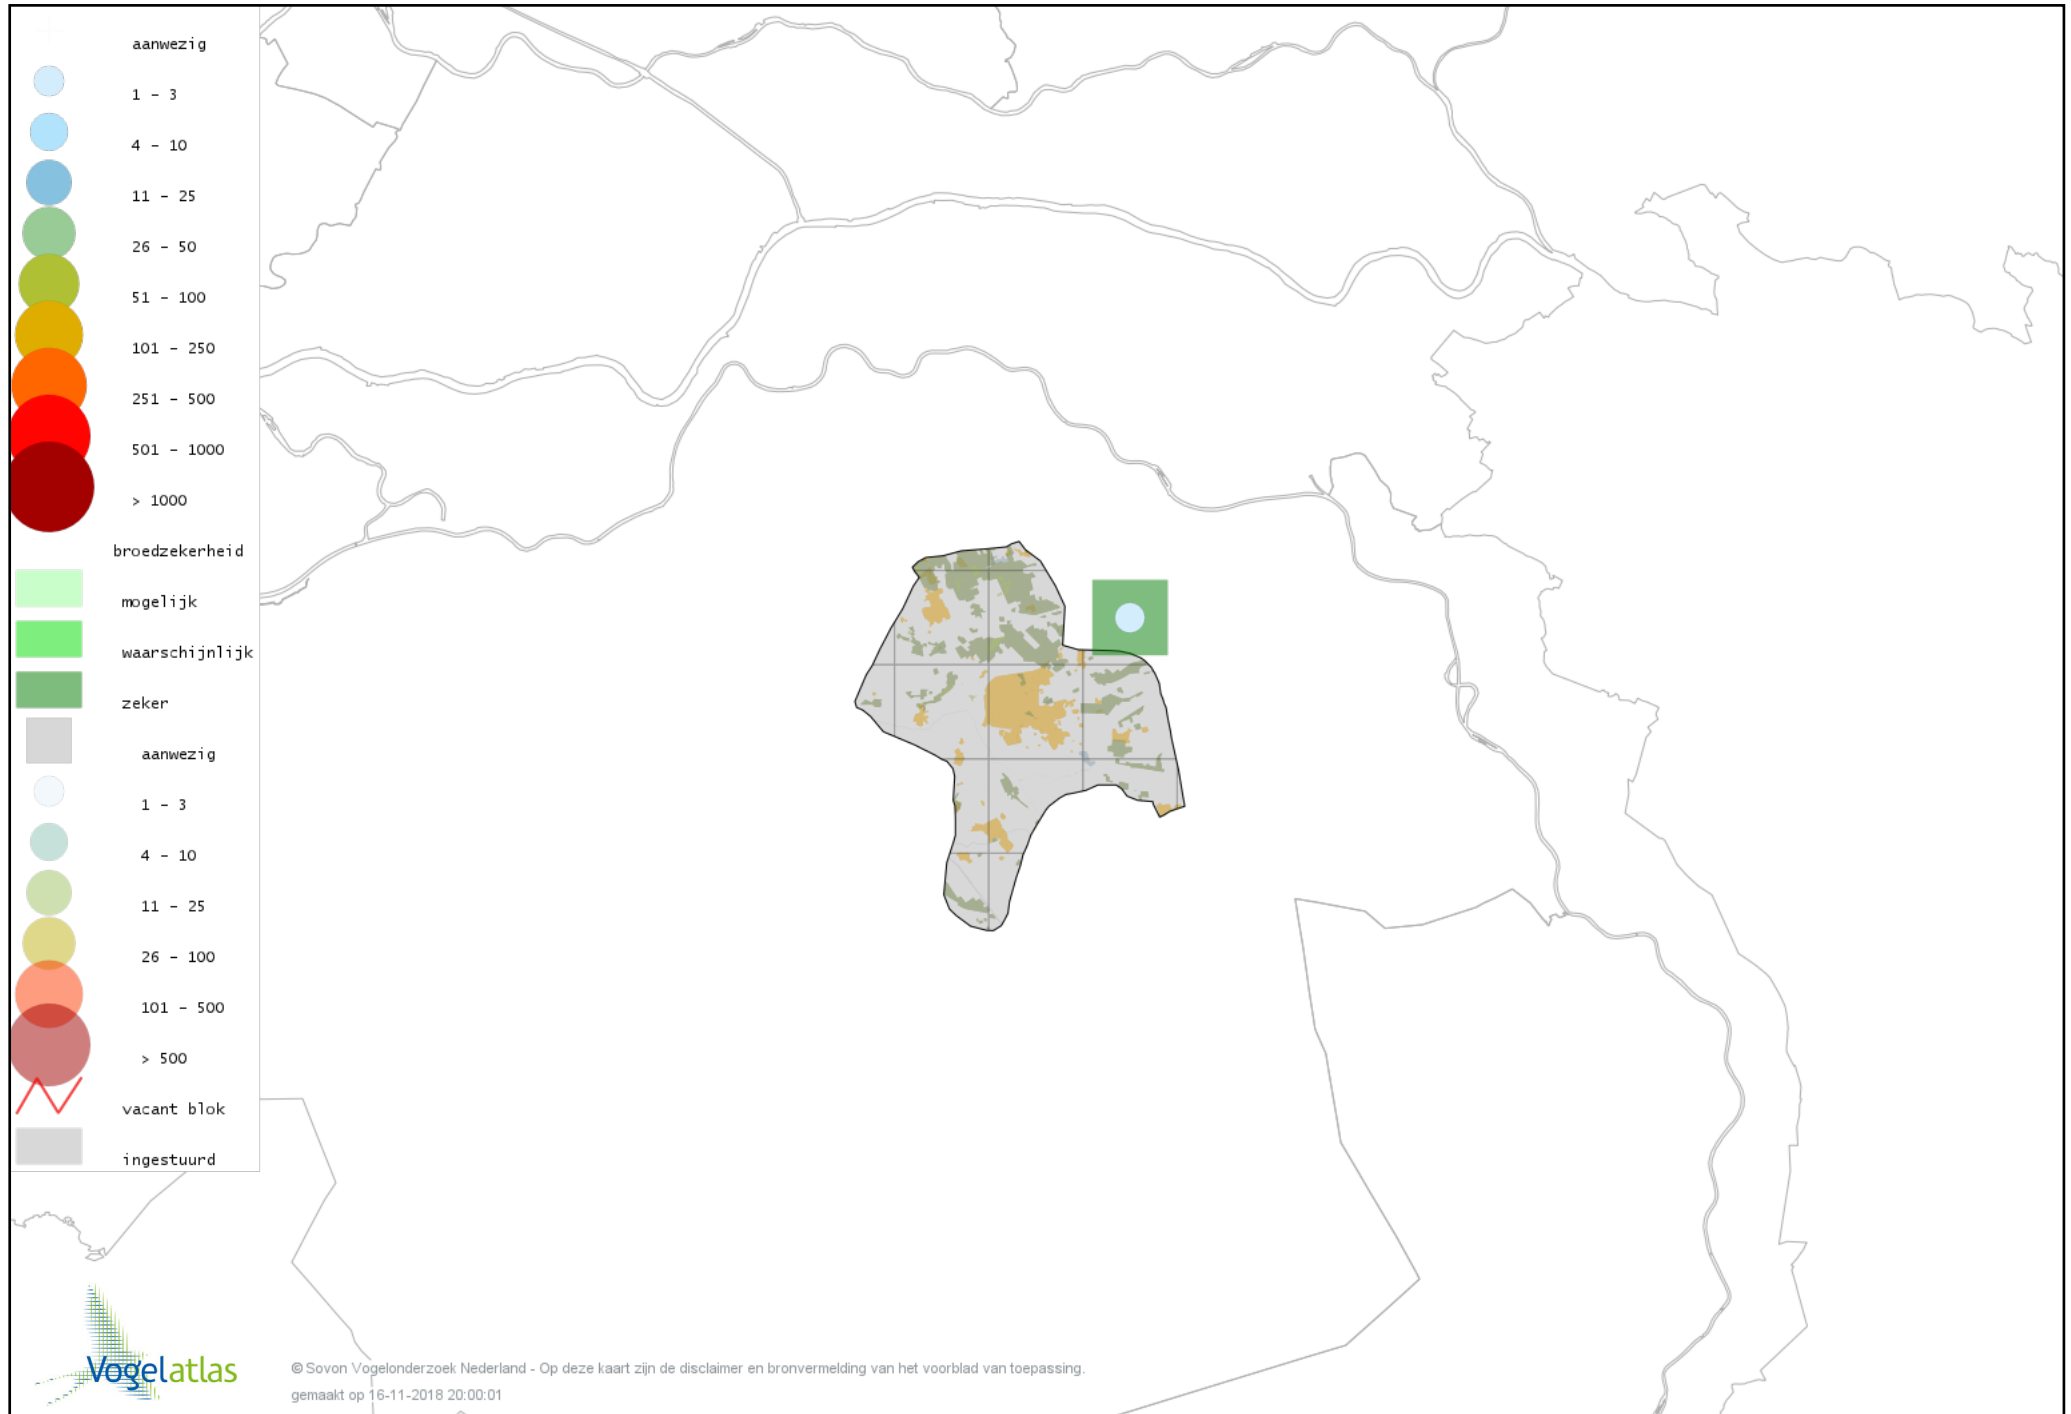 aanwezig
1 - 3
4 - 10
11 - 25
26 - 50
51 - 100
101 - 250
251 - 500
501 - 1000
> 1000
broedzekerheid
mogelijk
waarschijnlijk
zeker
aanwezig
1 - 3
4 - 10
11 - 25
26 - 100
101 - 500
> 500
vacant blok
ingestuurd
Vogelatlas
© Sovon Vogelonderzoek Nederland - Op deze kaart zijn de disclaimer en bronvermelding van het voorblad van toepassing.
gemaakt op 16-11-2018 20:00:01